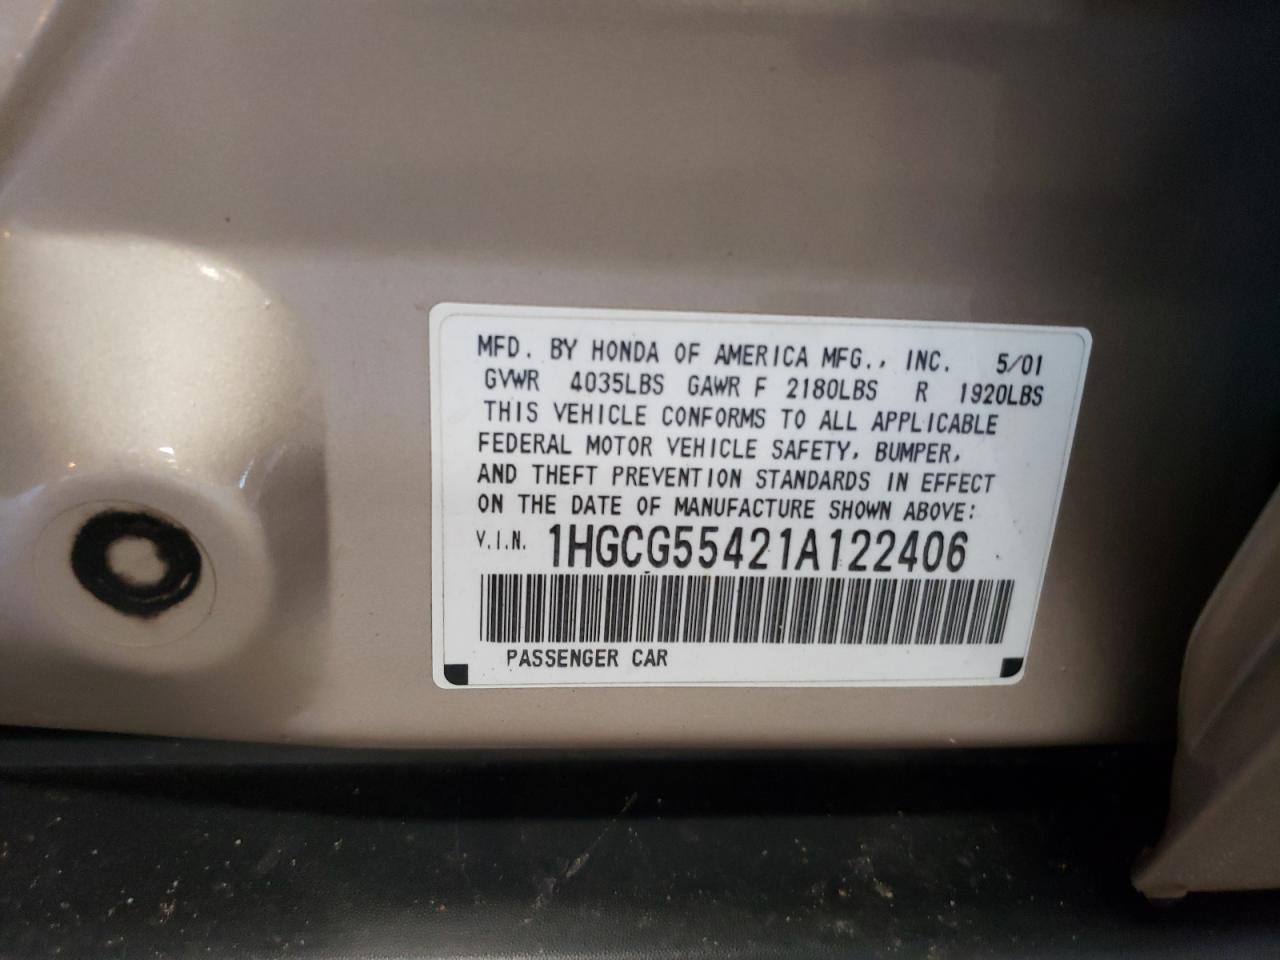 MFD. BY HONDA OF AMERICA MFG., INC. 5/01
GVWR 4035LBS GAWR F 2180LBS R 1920LBS
THIS VEHICLE CONFORMS TO ALL APPLICABLE
FEDERAL MOTOR VEHICLE SAFETY, BUMPER,
AND THEFT PREVENTION STANDARDS IN EFFECT
ON THE DATE OF MANUFACTURE SHOWN ABOVE:
V.I.N. 1HGCG55421A122406
PASSENGER CAR